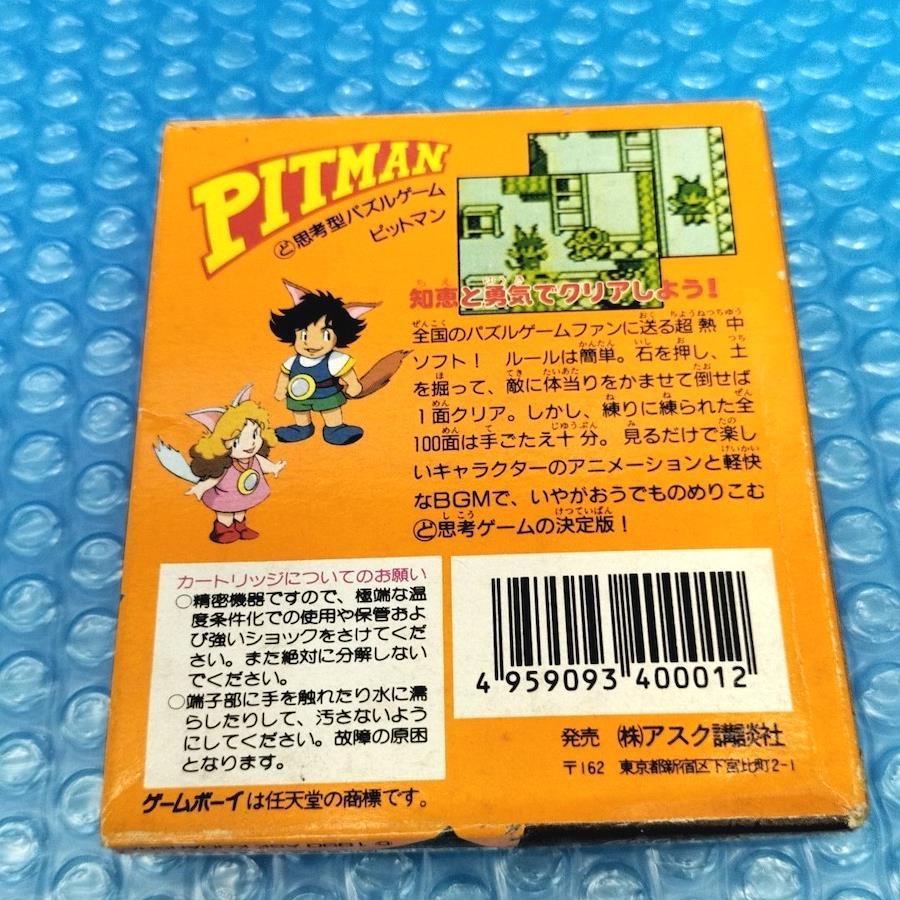 PITMAN
ど思考型パズルゲーム
ピットマン
知恵と勇気でクリアしよう!
全国のパズルゲームファンに送る超熱中
ソフト! ルールは簡単。石を押し、土
を掘って、敵に体当りをかませて倒せば
1面クリア。しかし、練りに練られた全
100面は手ごたえ十分。見るだけで楽し
いキャラクターのアニメーションと軽快
なBGMで、いやがおうでものめりこむ
ど思考ゲームの決定版!
カートリッジについてのお願い
○精密機器ですので、極端な温
度条件化での使用や保管およ
び強いショックをさけてくだ
さい。また絶対に分解しない
でください。
○端子部に手を触れたり水に濡
らしたりして、汚さないよう
にしてください。故障の原因
となります。
4 959093 400012
発売 (株)アスク講談社
〒162 東京都新宿区下宮比町2-1
ゲームボーイは任天堂の商標です。